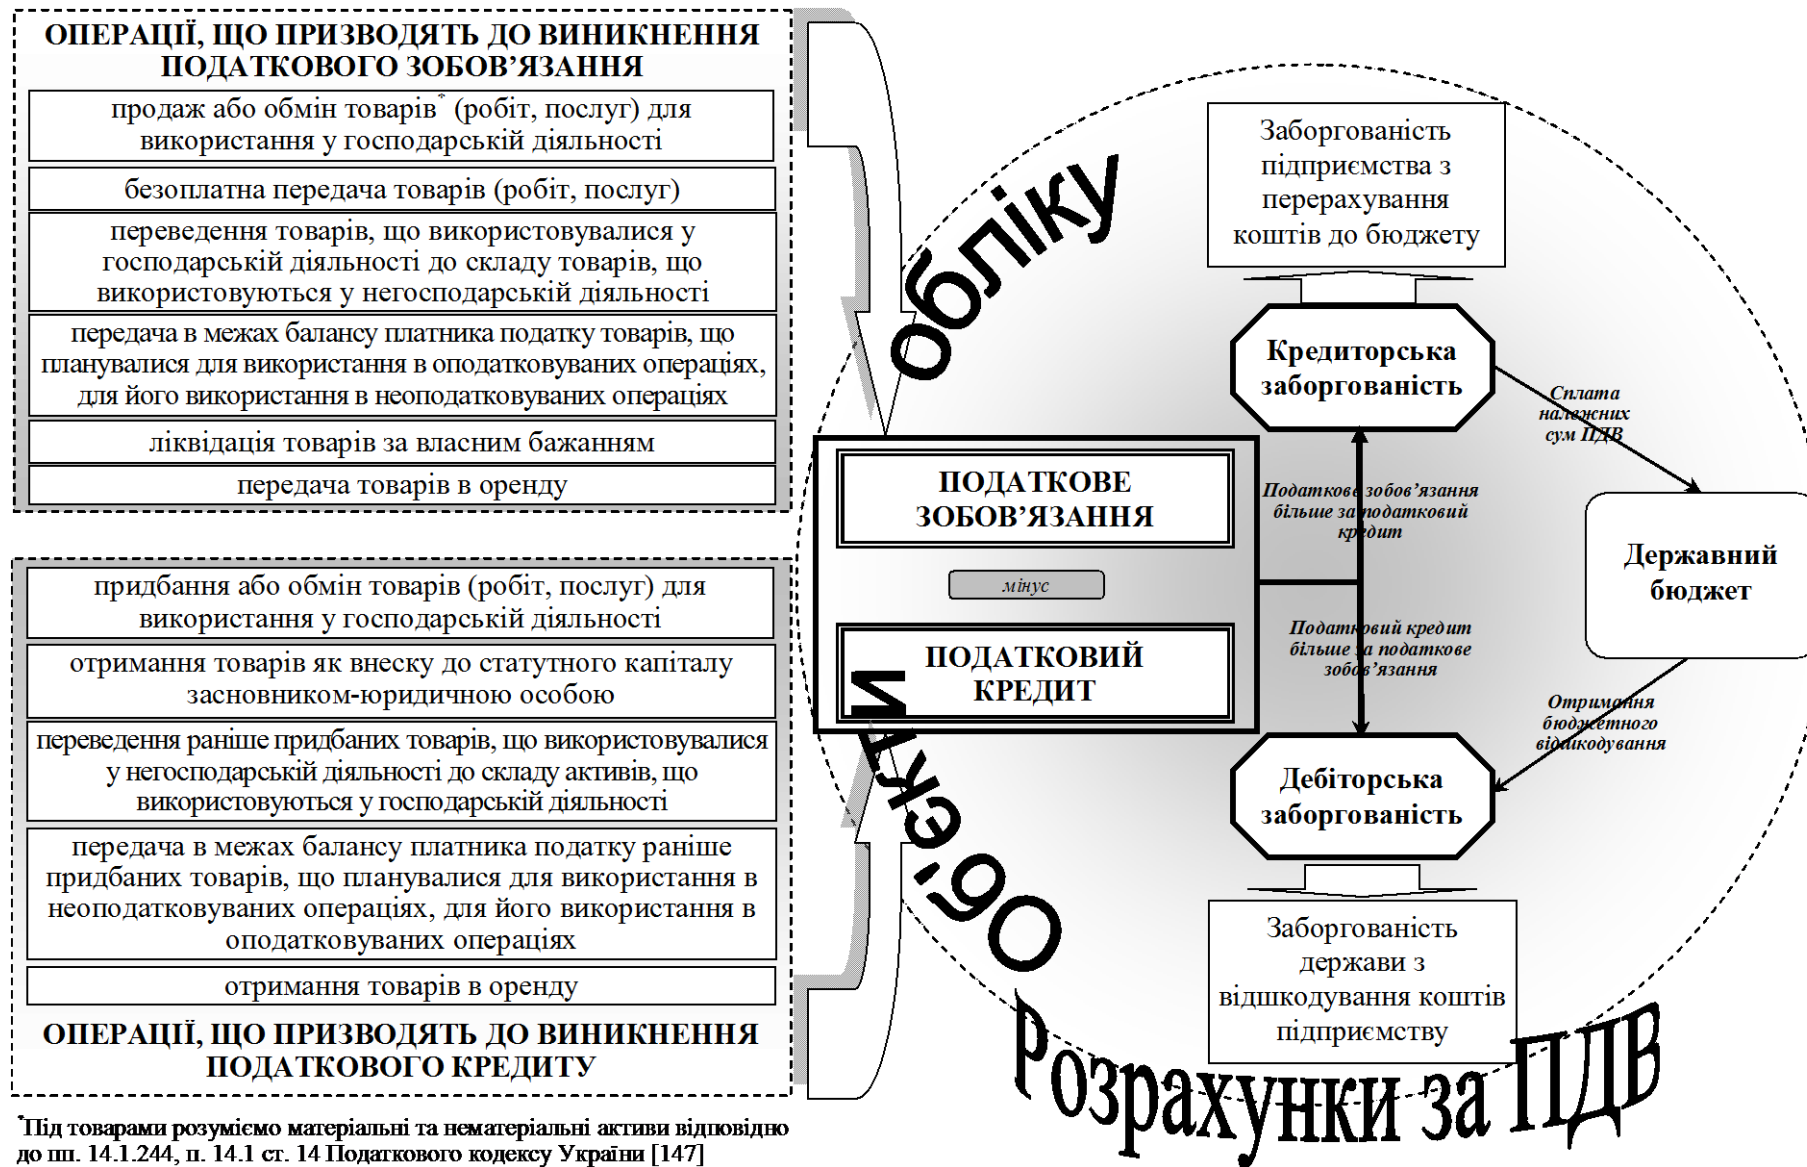 ОПЕРАЦІЇ, ЩО ПРИЗВОДЯТЬ ДО ВИНИКНЕННЯ
ПОДАТКОВОГО ЗОБОВ’ЯЗАННЯ
продаж або обмін товарів* (робіт, послуг) для
використання у господарській діяльності
безоплатна передача товарів (робіт, послуг)
переведення товарів, що використовувалися у
господарській діяльності до складу товарів, що
використовуються у негосподарській діяльності
передача в межах балансу платника податку товарів, що
планувалися для використання в оподатковуваних операціях,
для його використання в неоподатковуваних операціях
ліквідація товарів за власним бажанням
передача товарів в оренду
придбання або обмін товарів (робіт, послуг) для
використання у господарській діяльності
отримання товарів як внеску до статутного капіталу
засновником-юридичною особою
переведення раніше придбаних товарів, що використовувалися
у негосподарській діяльності до складу активів, що
використовуються у господарській діяльності
передача в межах балансу платника податку раніше
придбаних товарів, що планувалися для використання в
неоподатковуваних операціях, для його використання в
оподатковуваних операціях
отримання товарів в оренду
ОПЕРАЦІЇ, ЩО ПРИЗВОДЯТЬ ДО ВИНИКНЕННЯ
ПОДАТКОВОГО КРЕДИТУ
*Під товарами розуміємо матеріальні та нематеріальні активи відповідно
до пп. 14.1.244, п. 14.1 ст. 14 Податкового кодексу України [147]
Об’єкти
обліку
ПОДАТКОВЕ
ЗОБОВ’ЯЗАННЯ
мінус
ПОДАТКОВИЙ
КРЕДИТ
Заборгованість
підприємства з
перерахування
коштів до бюджету
Кредиторська
заборгованість
Сплата
належних
сум ПДВ
Податкове зобов’язання
більше за податковий
кредит
Державний
бюджет
Податковий кредит
більше за податкове
зобов’язання
Отримання
бюджетного
відшкодування
Дебіторська
заборгованість
Заборгованість
держави з
відшкодування коштів
підприємству
Розрахунки за ПДВ